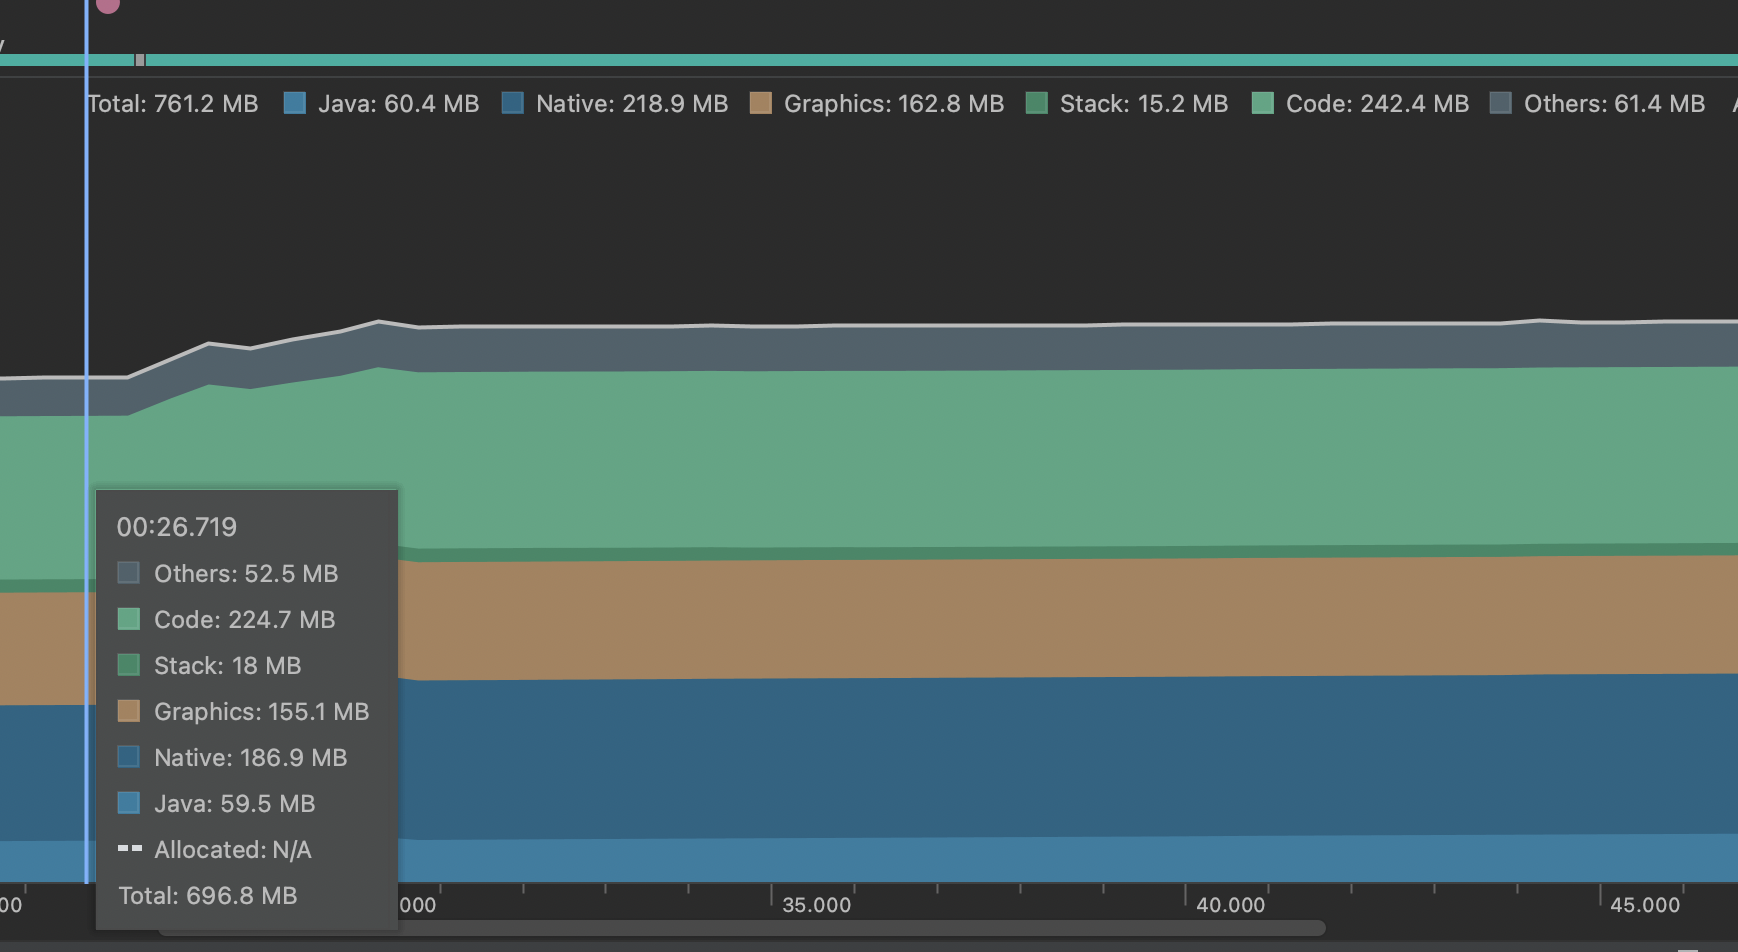 Total: 761.2 MB Java: 60.4 MB Native: 218.9 MB Graphics: 162.8 MB Stack: 15.2 MB Code: 242.4 MB Others: 61.4 MB
00:26.719
Others: 52.5 MB
Code: 224.7 MB
Stack: 18 MB
Graphics: 155.1 MB
Native: 186.9 MB
Java: 59.5 MB
Allocated: N/A
Total: 696.8 MB
00 000 35.000 40.000 45.000